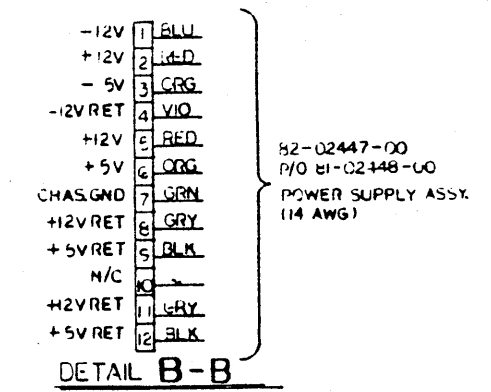 -12V 1 BLU
+12V 2 RED
- 5V 3 ORG
-12V RET 4 VIO
+12V 5 RED
+ 5V 6 ORG
CHAS.GND 7 GRN
+12V RET 8 GRY
+ 5V RET 9 BLK
N/C 10 -
+12V RET 11 GRY
+ 5V RET 12 BLK
82-02447-00
P/O 81-02448-00
POWER SUPPLY ASSY.
(14 AWG)
DETAIL B-B